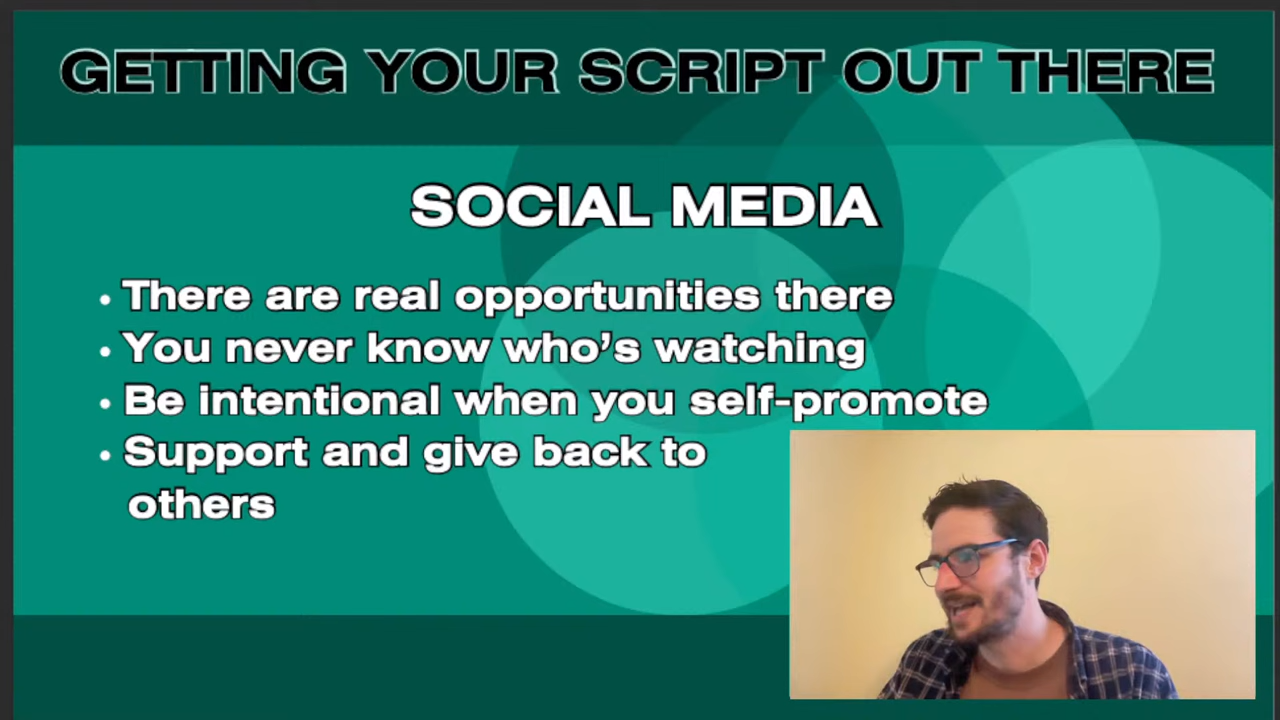 GETTING YOUR SCRIPT OUT THERE
SOCIAL MEDIA
• There are real opportunities there
• You never know who's watching
• Be intentional when you self-promote
• Support and give back to
others